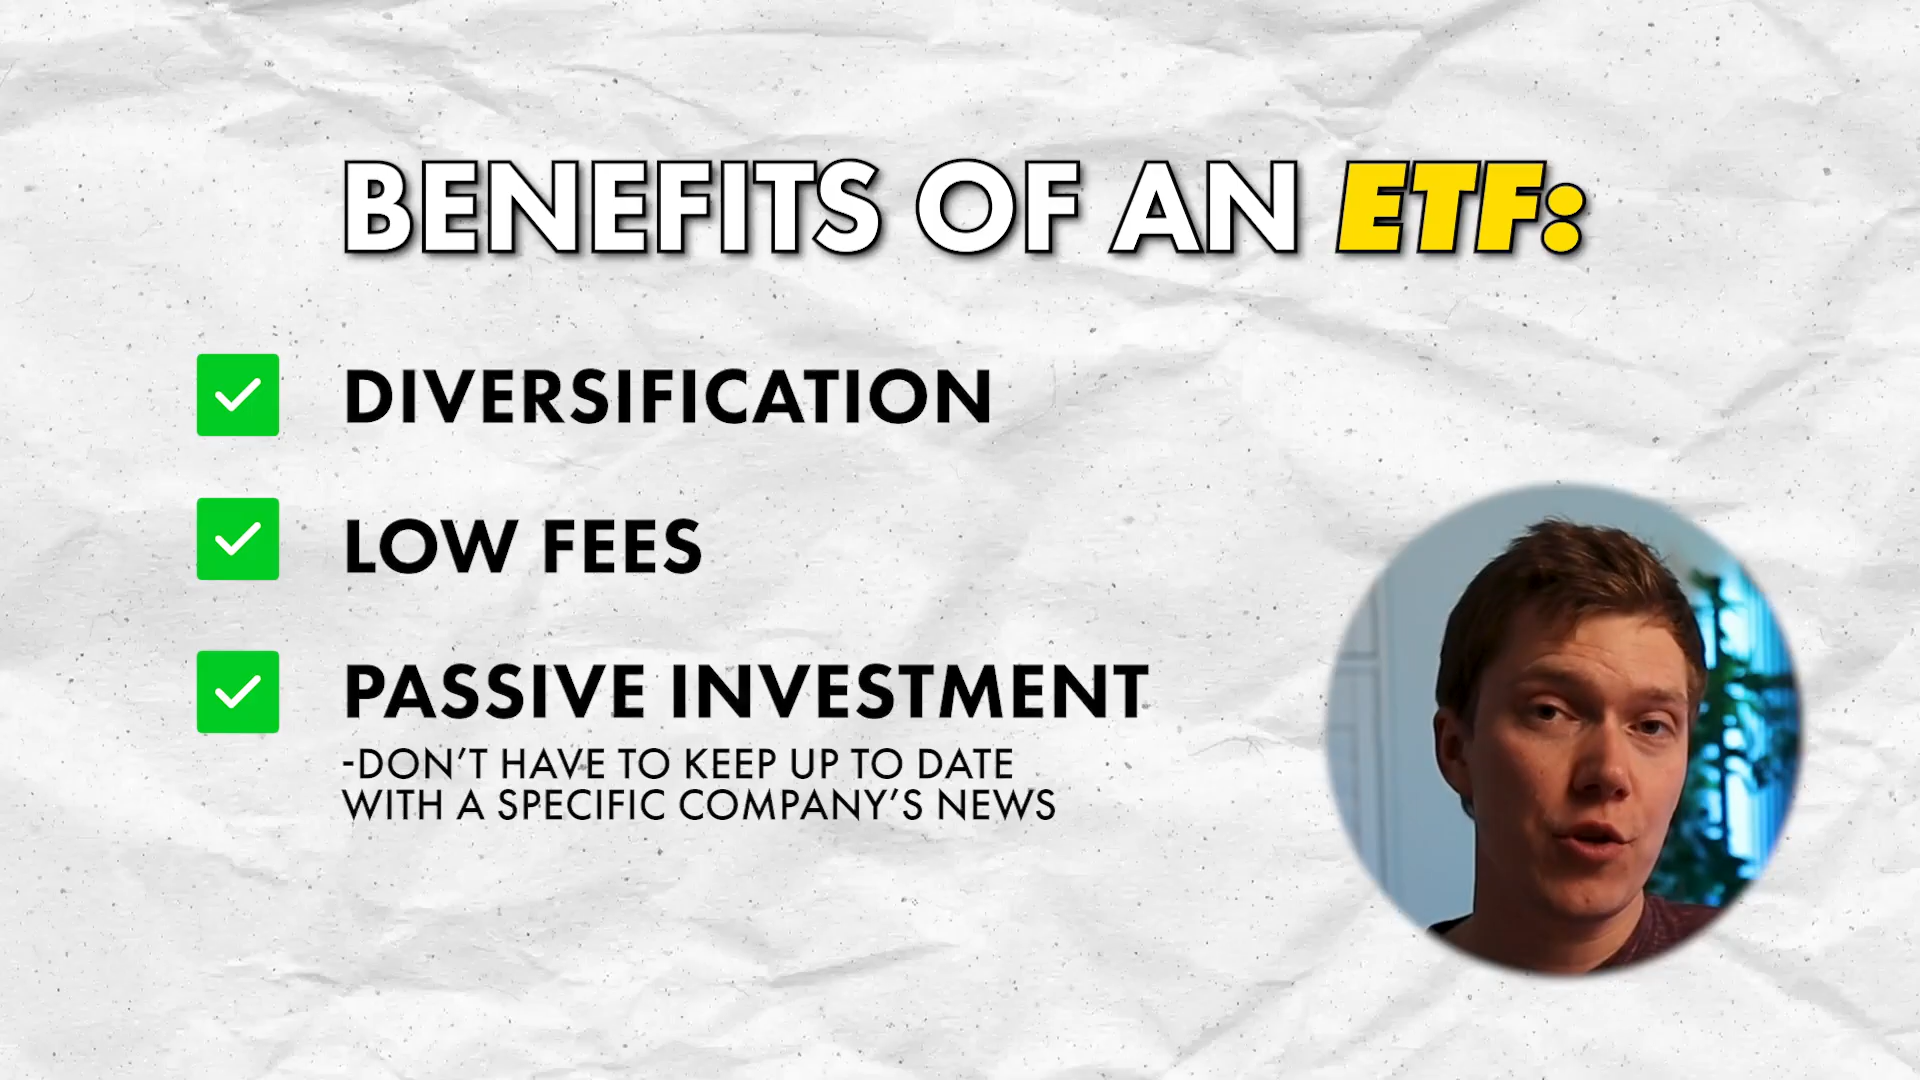 BENEFITS OF AN ETF:
DIVERSIFICATION
LOW FEES
PASSIVE INVESTMENT
-DON’T HAVE TO KEEP UP TO DATE
WITH A SPECIFIC COMPANY’S NEWS